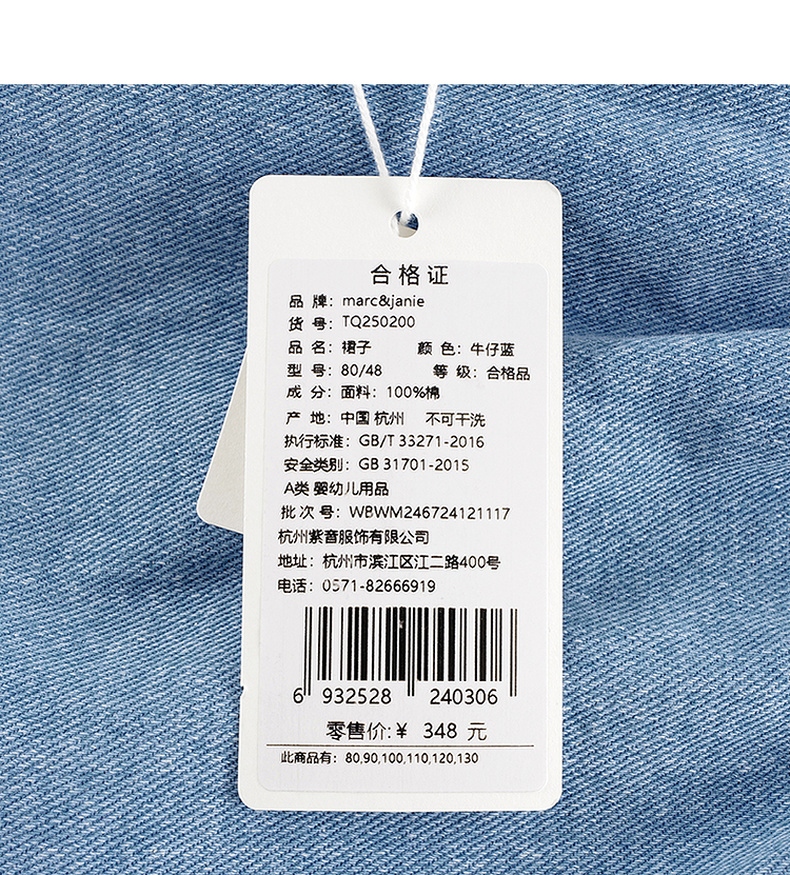 合格证
品 牌：marc&janie
货 号：TQ250200
品 名：裙子 颜 色：牛仔蓝
型 号：80/48 等 级：合格品
成 分：面料：100%棉
产 地：中国 杭州 不可干洗
执行标准：GB/T 33271-2016
安全类别：GB 31701-2015
A类 婴幼儿用品
批 次 号：WBWM246724121117
杭州紫音服饰有限公司
地址：杭州市滨江区江二路400号
电话：0571-82666919
6 932528 240306
零售价:¥ 348 元
此商品有：80,90,100,110,120,130